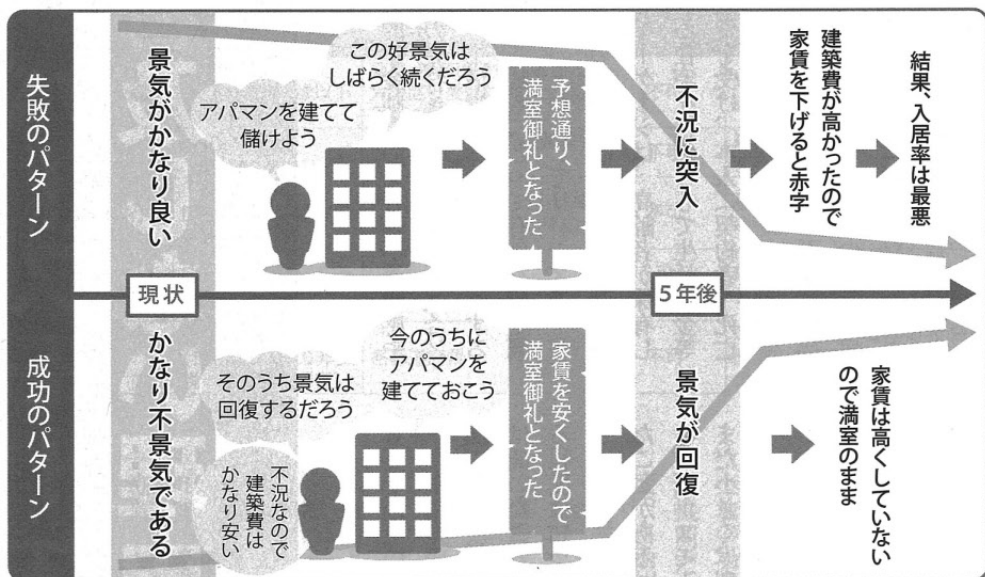 失敗のパターン
景気がかなり良い
アパマンを建てて
儲けよう
この好景気は
しばらく続くだろう
予想通り、
満室御礼となった
不況に突入
建築費が高かったので
家賃を下げると赤字
結果、入居率は最悪
現状
5年後
成功のパターン
かなり不景気である
そのうち景気は
回復するだろう
不況なので
建築費は
かなり安い
今のうちに
アパマンを
建てておこう
家賃を安くしたので
満室御礼となった
景気が回復
家賃は高くしていない
ので満室のまま